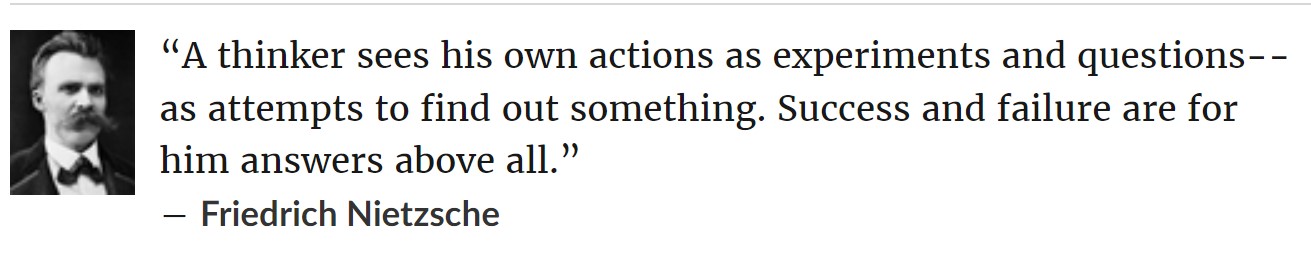 “A thinker sees his own actions as experiments and questions--
as attempts to find out something. Success and failure are for
him answers above all.”
— Friedrich Nietzsche